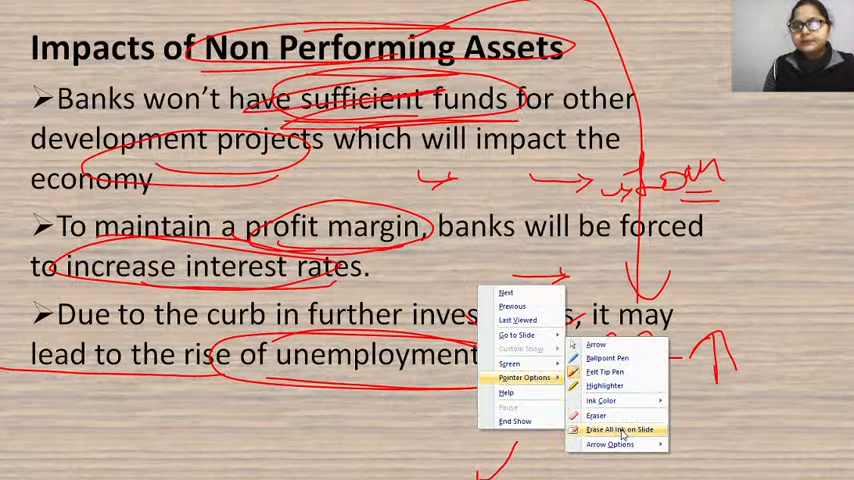 Impacts of Non Performing Assets
➢Banks won't have sufficient funds for other
development projects which will impact the
economy
Loan
➢To maintain a profit margin, banks will be forced
to increase interest rates.
➢Due to the curb in further inves s, it may
lead to the rise of unemployment
Next
Previous
Last Viewed
Go to Slide
Custom Show
Screen
Pointer Options
Help
Pause
End Show
Arrow
Ballpoint Pen
Felt Tip Pen
Highlighter
Ink Color
Eraser
Erase All Ink on Slide
Arrow Options